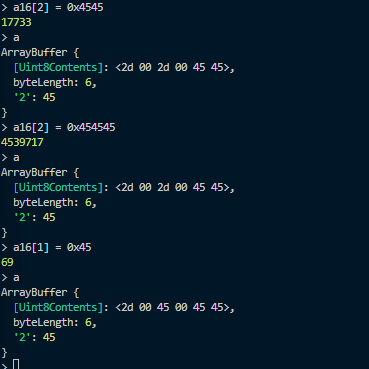 > a16[2] = 0x4545
17733
> a
ArrayBuffer {
  [Uint8Contents]: <2d 00 2d 00 45 45>,
  byteLength: 6,
  '2': 45
}
> a16[2] = 0x454545
4539717
> a
ArrayBuffer {
  [Uint8Contents]: <2d 00 2d 00 45 45>,
  byteLength: 6,
  '2': 45
}
> a16[1] = 0x45
69
> a
ArrayBuffer {
  [Uint8Contents]: <2d 00 45 00 45 45>,
  byteLength: 6,
  '2': 45
}
>